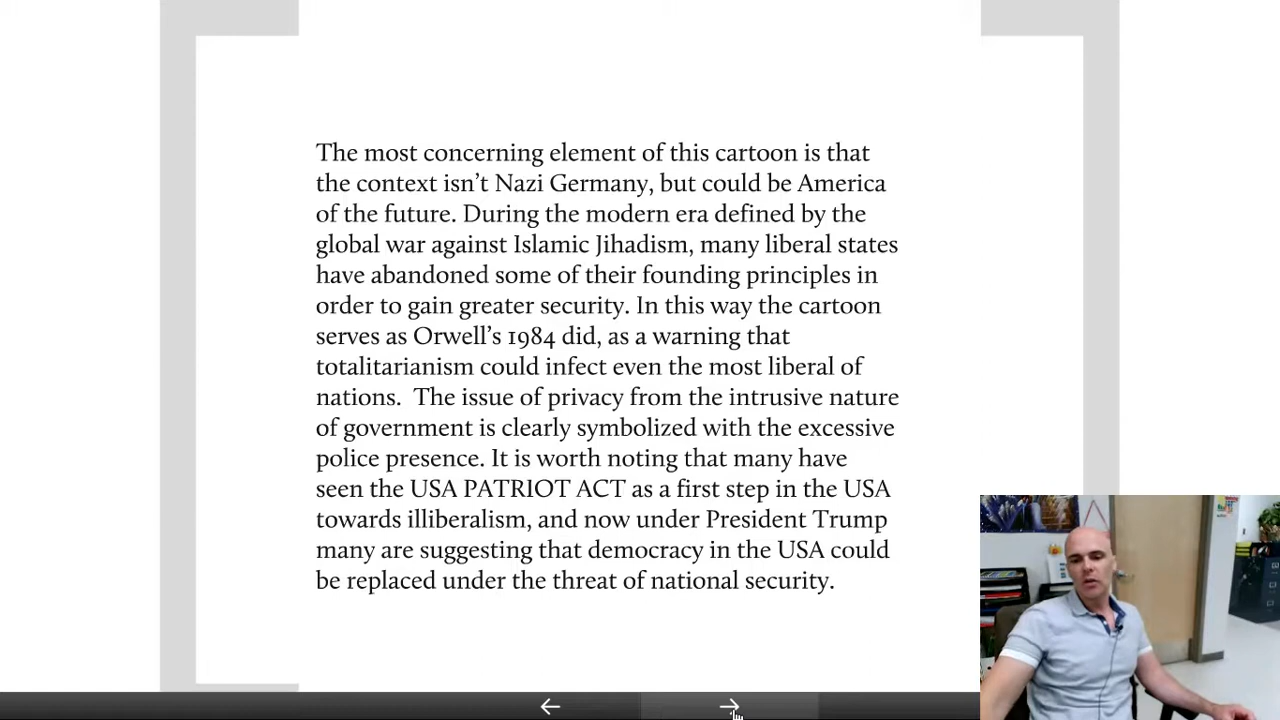 The most concerning element of this cartoon is that
the context isn’t Nazi Germany, but could be America
of the future. During the modern era defined by the
global war against Islamic Jihadism, many liberal states
have abandoned some of their founding principles in
order to gain greater security. In this way the cartoon
serves as Orwell’s 1984 did, as a warning that
totalitarianism could infect even the most liberal of
nations.  The issue of privacy from the intrusive nature
of government is clearly symbolized with the excessive
police presence. It is worth noting that many have
seen the USA PATRIOT ACT as a first step in the USA
towards illiberalism, and now under President Trump
many are suggesting that democracy in the USA could
be replaced under the threat of national security.